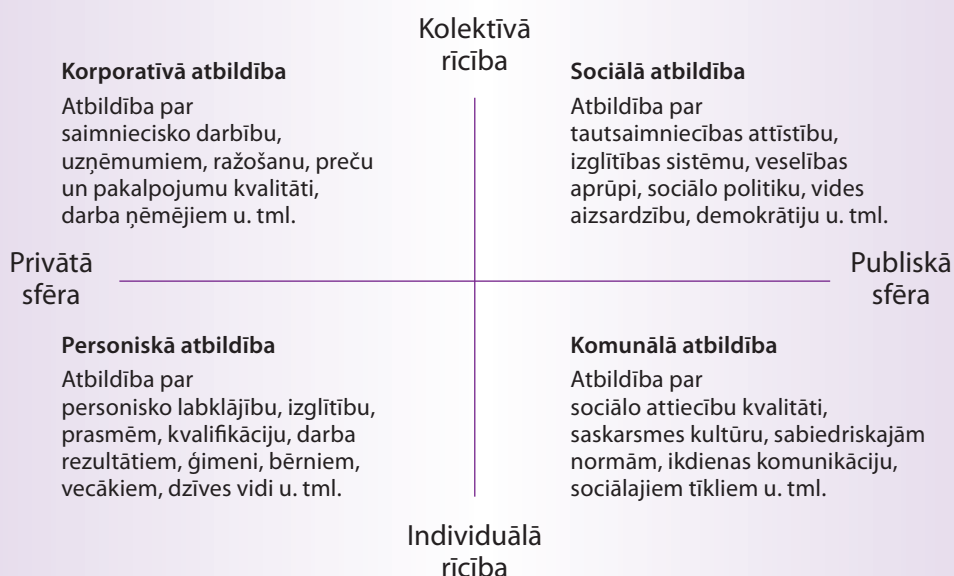 Kolektīvā
rīcība
Korporatīvā atbildība
Atbildība par
saimniecisko darbību,
uzņēmumiem, ražošanu, preču
un pakalpojumu kvalitāti,
darba ņēmējiem u. tml.
Sociālā atbildība
Atbildība par
tautsaimniecības attīstību,
izglītības sistēmu, veselības
aprūpi, sociālo politiku, vides
aizsardzību, demokrātiju u. tml.
Privātā
sfēra
Publiskā
sfēra
Personiskā atbildība
Atbildība par
personisko labklājību, izglītību,
prasmēm, kvalifikāciju, darba
rezultātiem, ģimeni, bērniem,
vecākiem, dzīves vidi u. tml.
Komunālā atbildība
Atbildība par
sociālo attiecību kvalitāti,
saskarsmes kultūru, sabiedriskajām
normām, ikdienas komunikāciju,
sociālajiem tīkliem u. tml.
Individuālā
rīcība